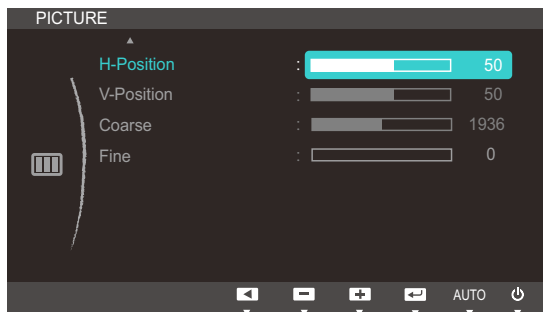 PICTURE
H-Position : 50
V-Position : 50
Coarse : 1936
Fine : 0
AUTO